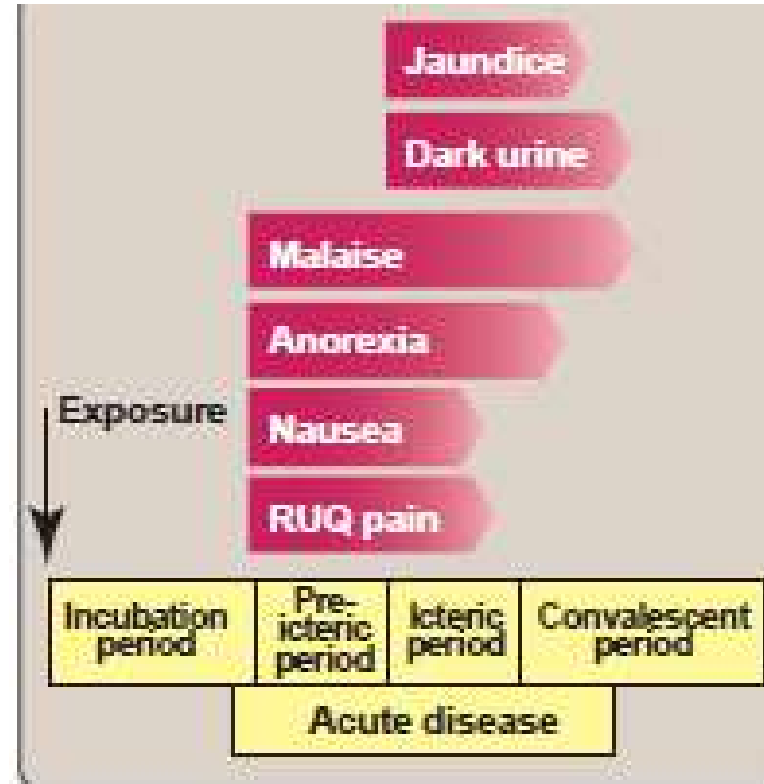 Jaundice
Dark urine
Malaise
Anorexia
Exposure
Nausea
RUQ pain
Incubation
period
Pre-
icteric
period
Icteric
period
Convalescent
period
Acute disease